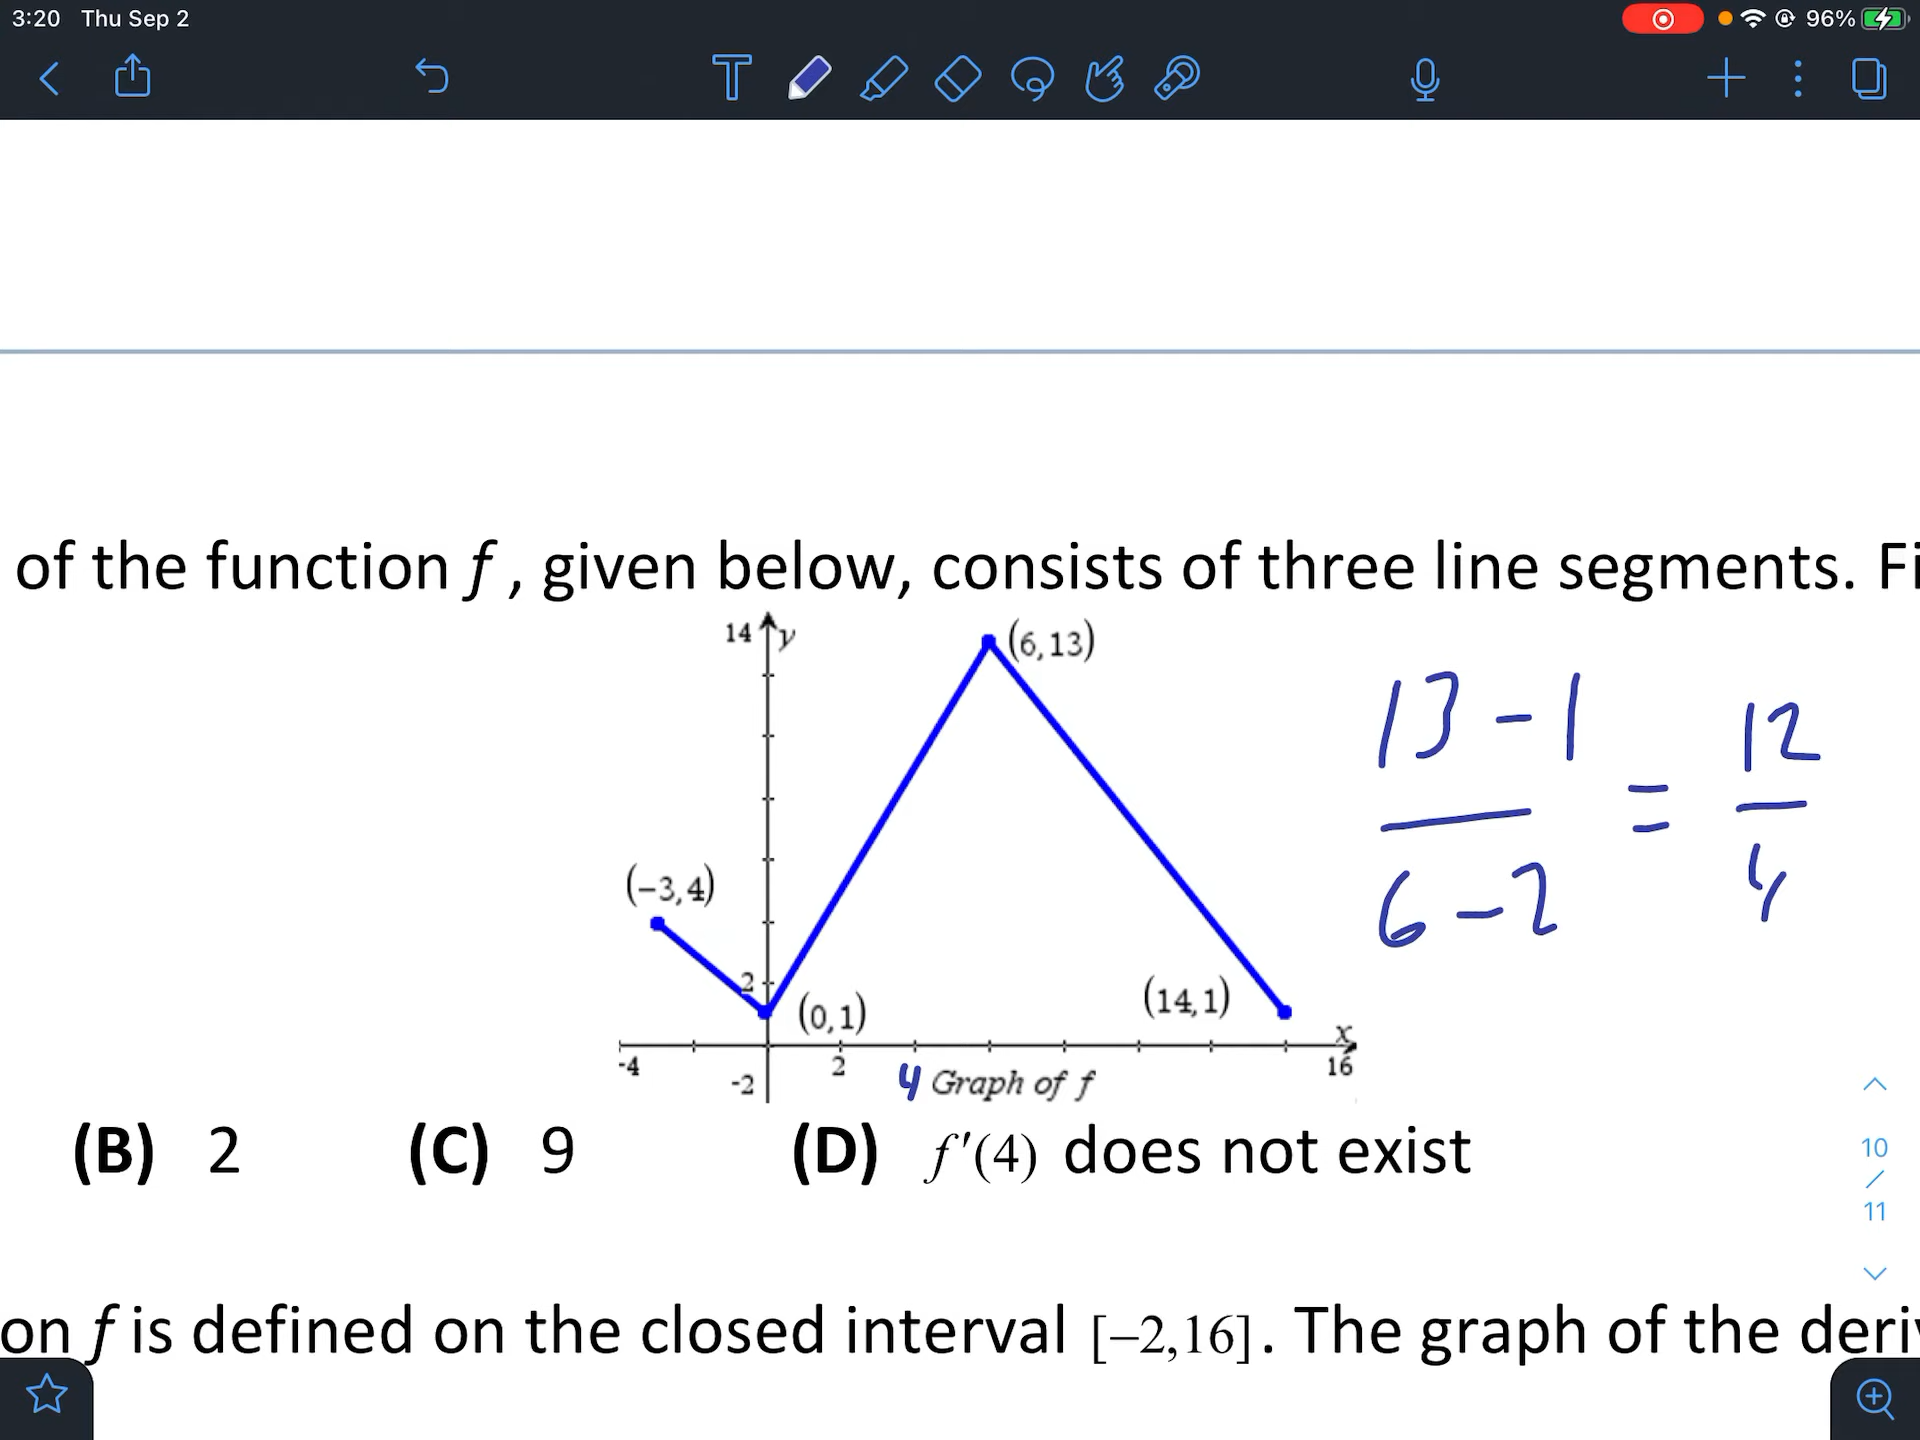 3:20 Thu Sep 2
96%
of the function f , given below, consists of three line segments. Fi
14 y
(6,13)
13 - 1
12
=
6 - 2
4
(-3,4)
2
(0,1)
(14,1)
x
-4
2
16
-2
4 Graph of f
(B) 2 (C) 9 (D) f'(4) does not exist
10
/
11
on f is defined on the closed interval [-2,16]. The graph of the deri